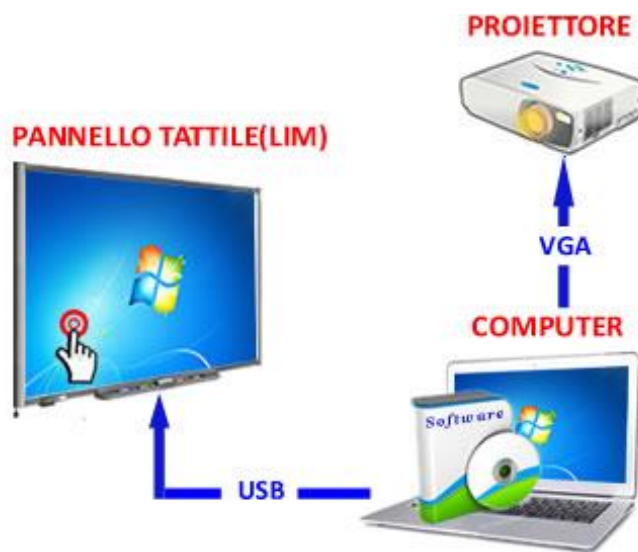 PROIETTORE
PANNELLO TATTILE(LIM)
VGA
COMPUTER
Software
USB